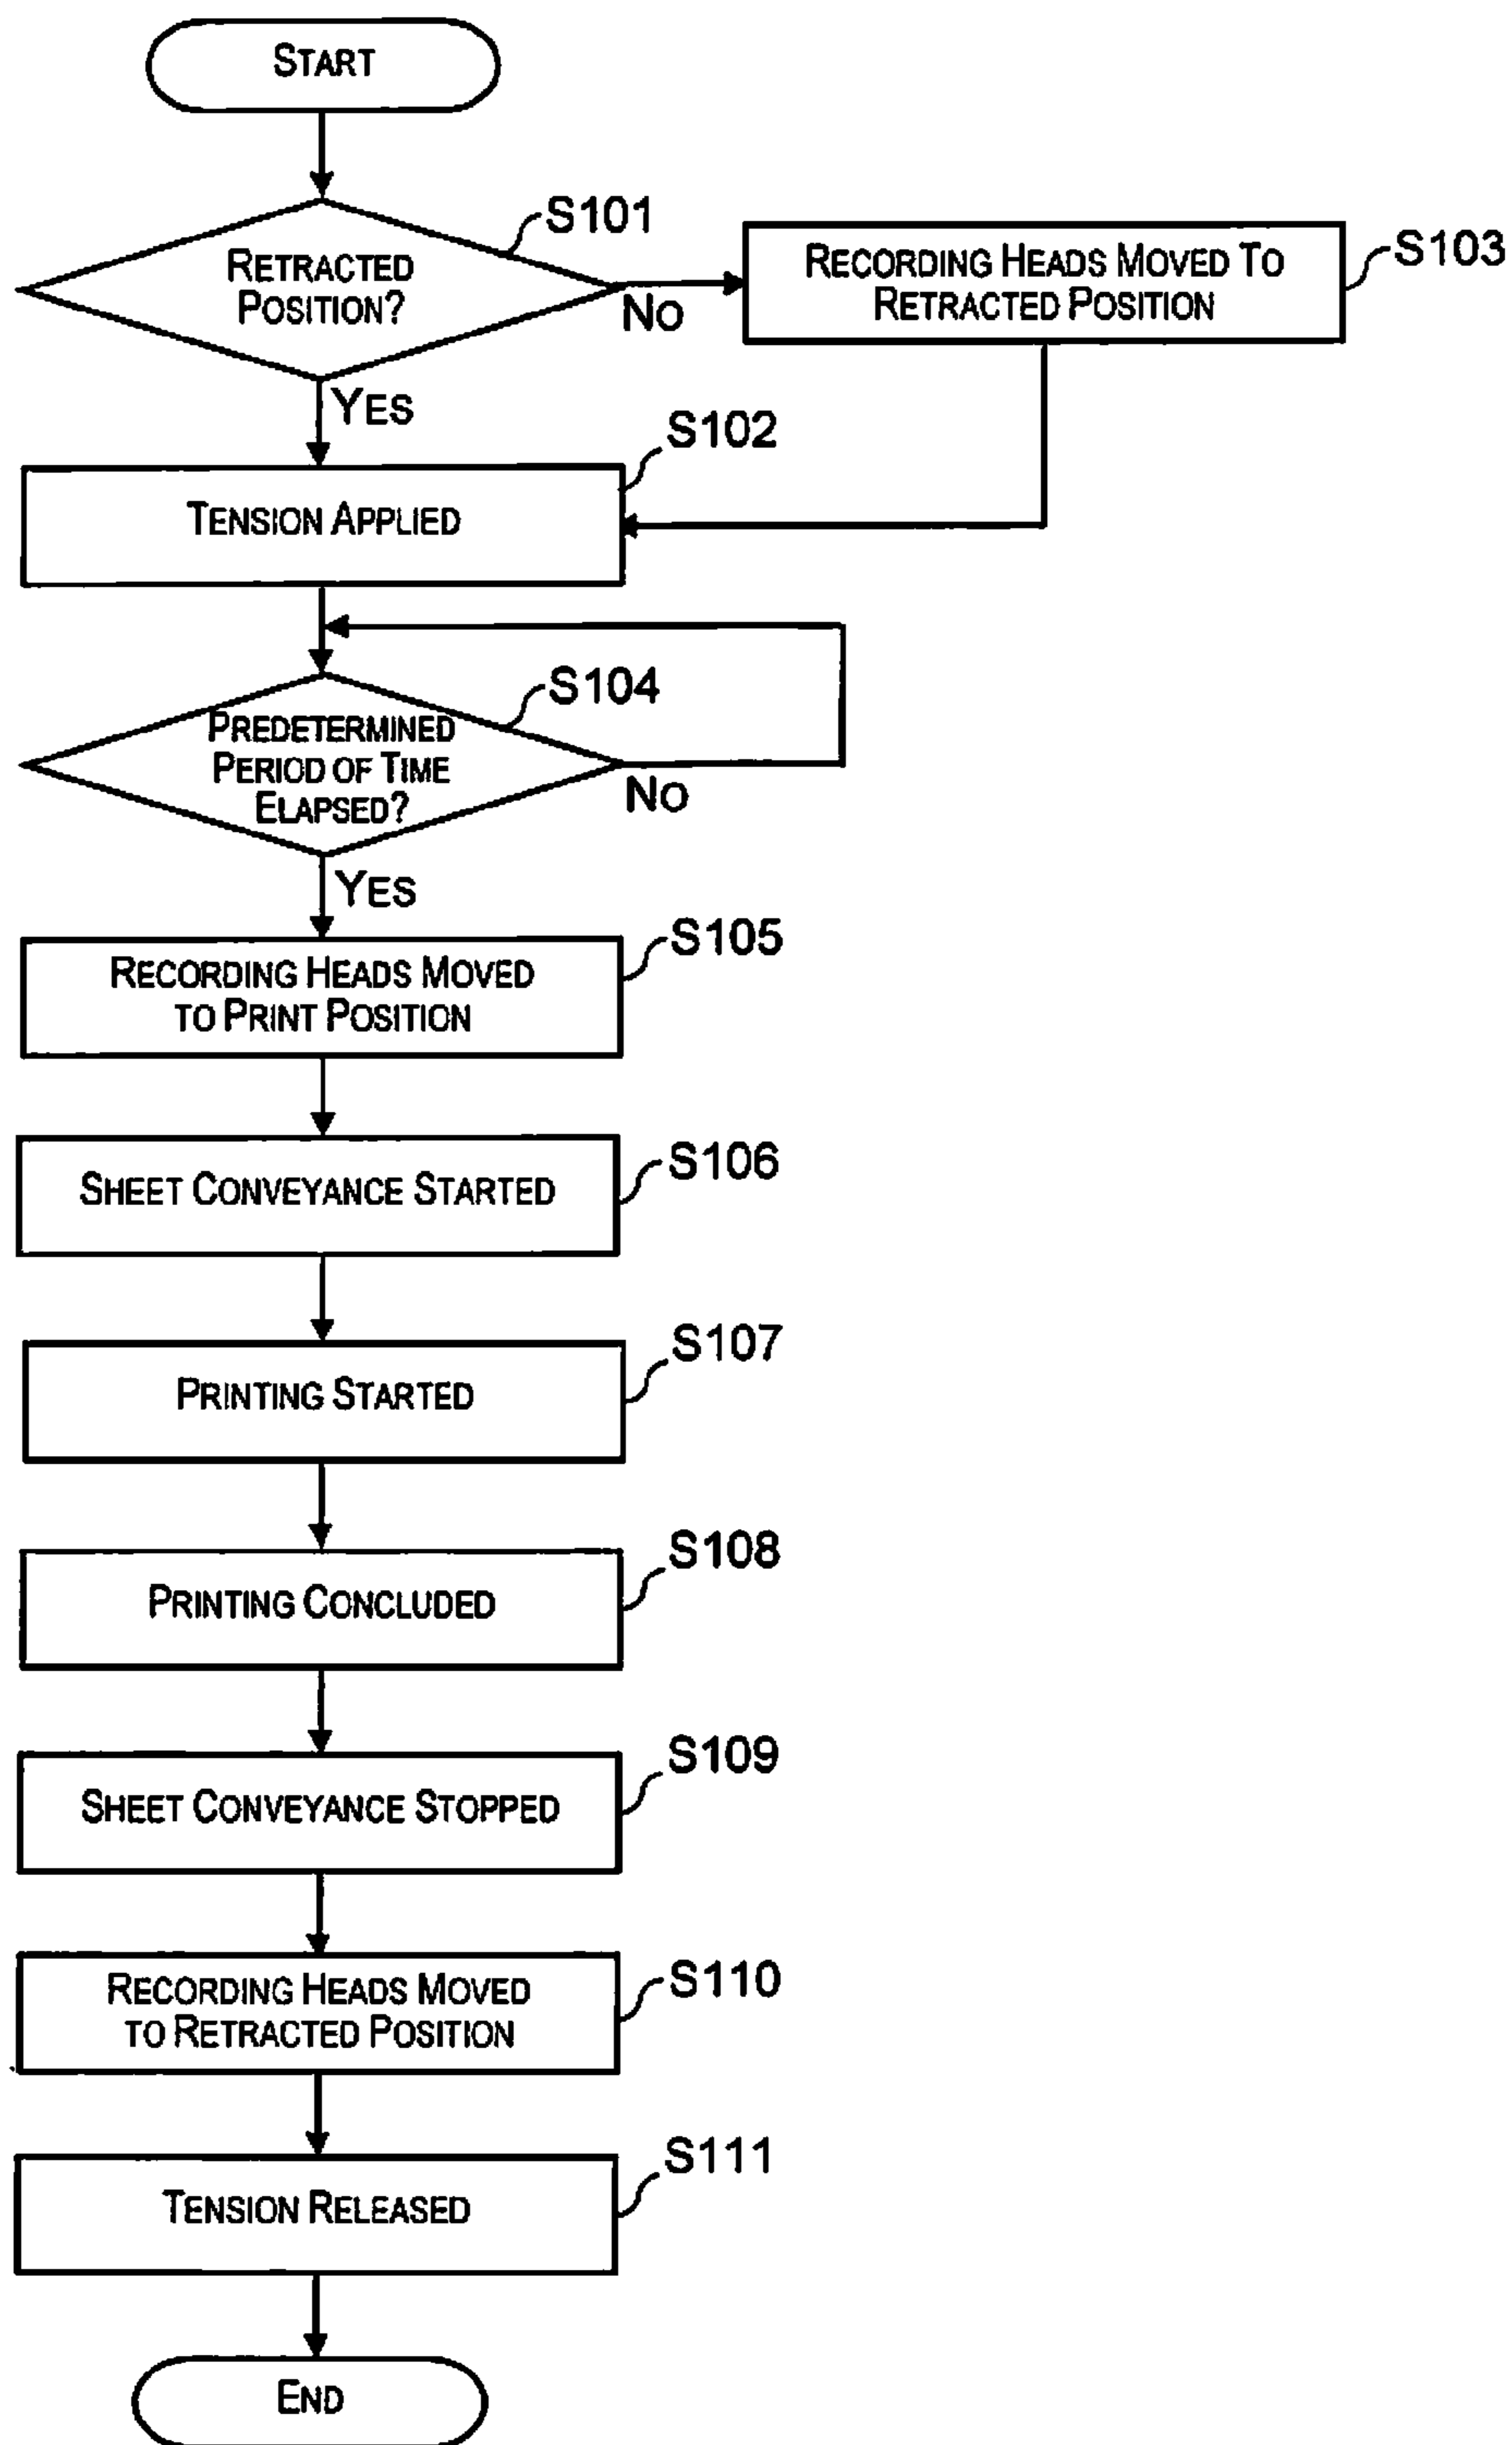 START
S101
RETRACTED
POSITION?
NO
RECORDING HEADS MOVED TO
RETRACTED POSITION
S103
YES
S102
TENSION APPLIED
S104
PREDETERMINED
PERIOD OF TIME
ELAPSED?
NO
YES
S105
RECORDING HEADS MOVED
TO PRINT POSITION
S106
SHEET CONVEYANCE STARTED
S107
PRINTING STARTED
S108
PRINTING CONCLUDED
S109
SHEET CONVEYANCE STOPPED
S110
RECORDING HEADS MOVED
TO RETRACTED POSITION
S111
TENSION RELEASED
END